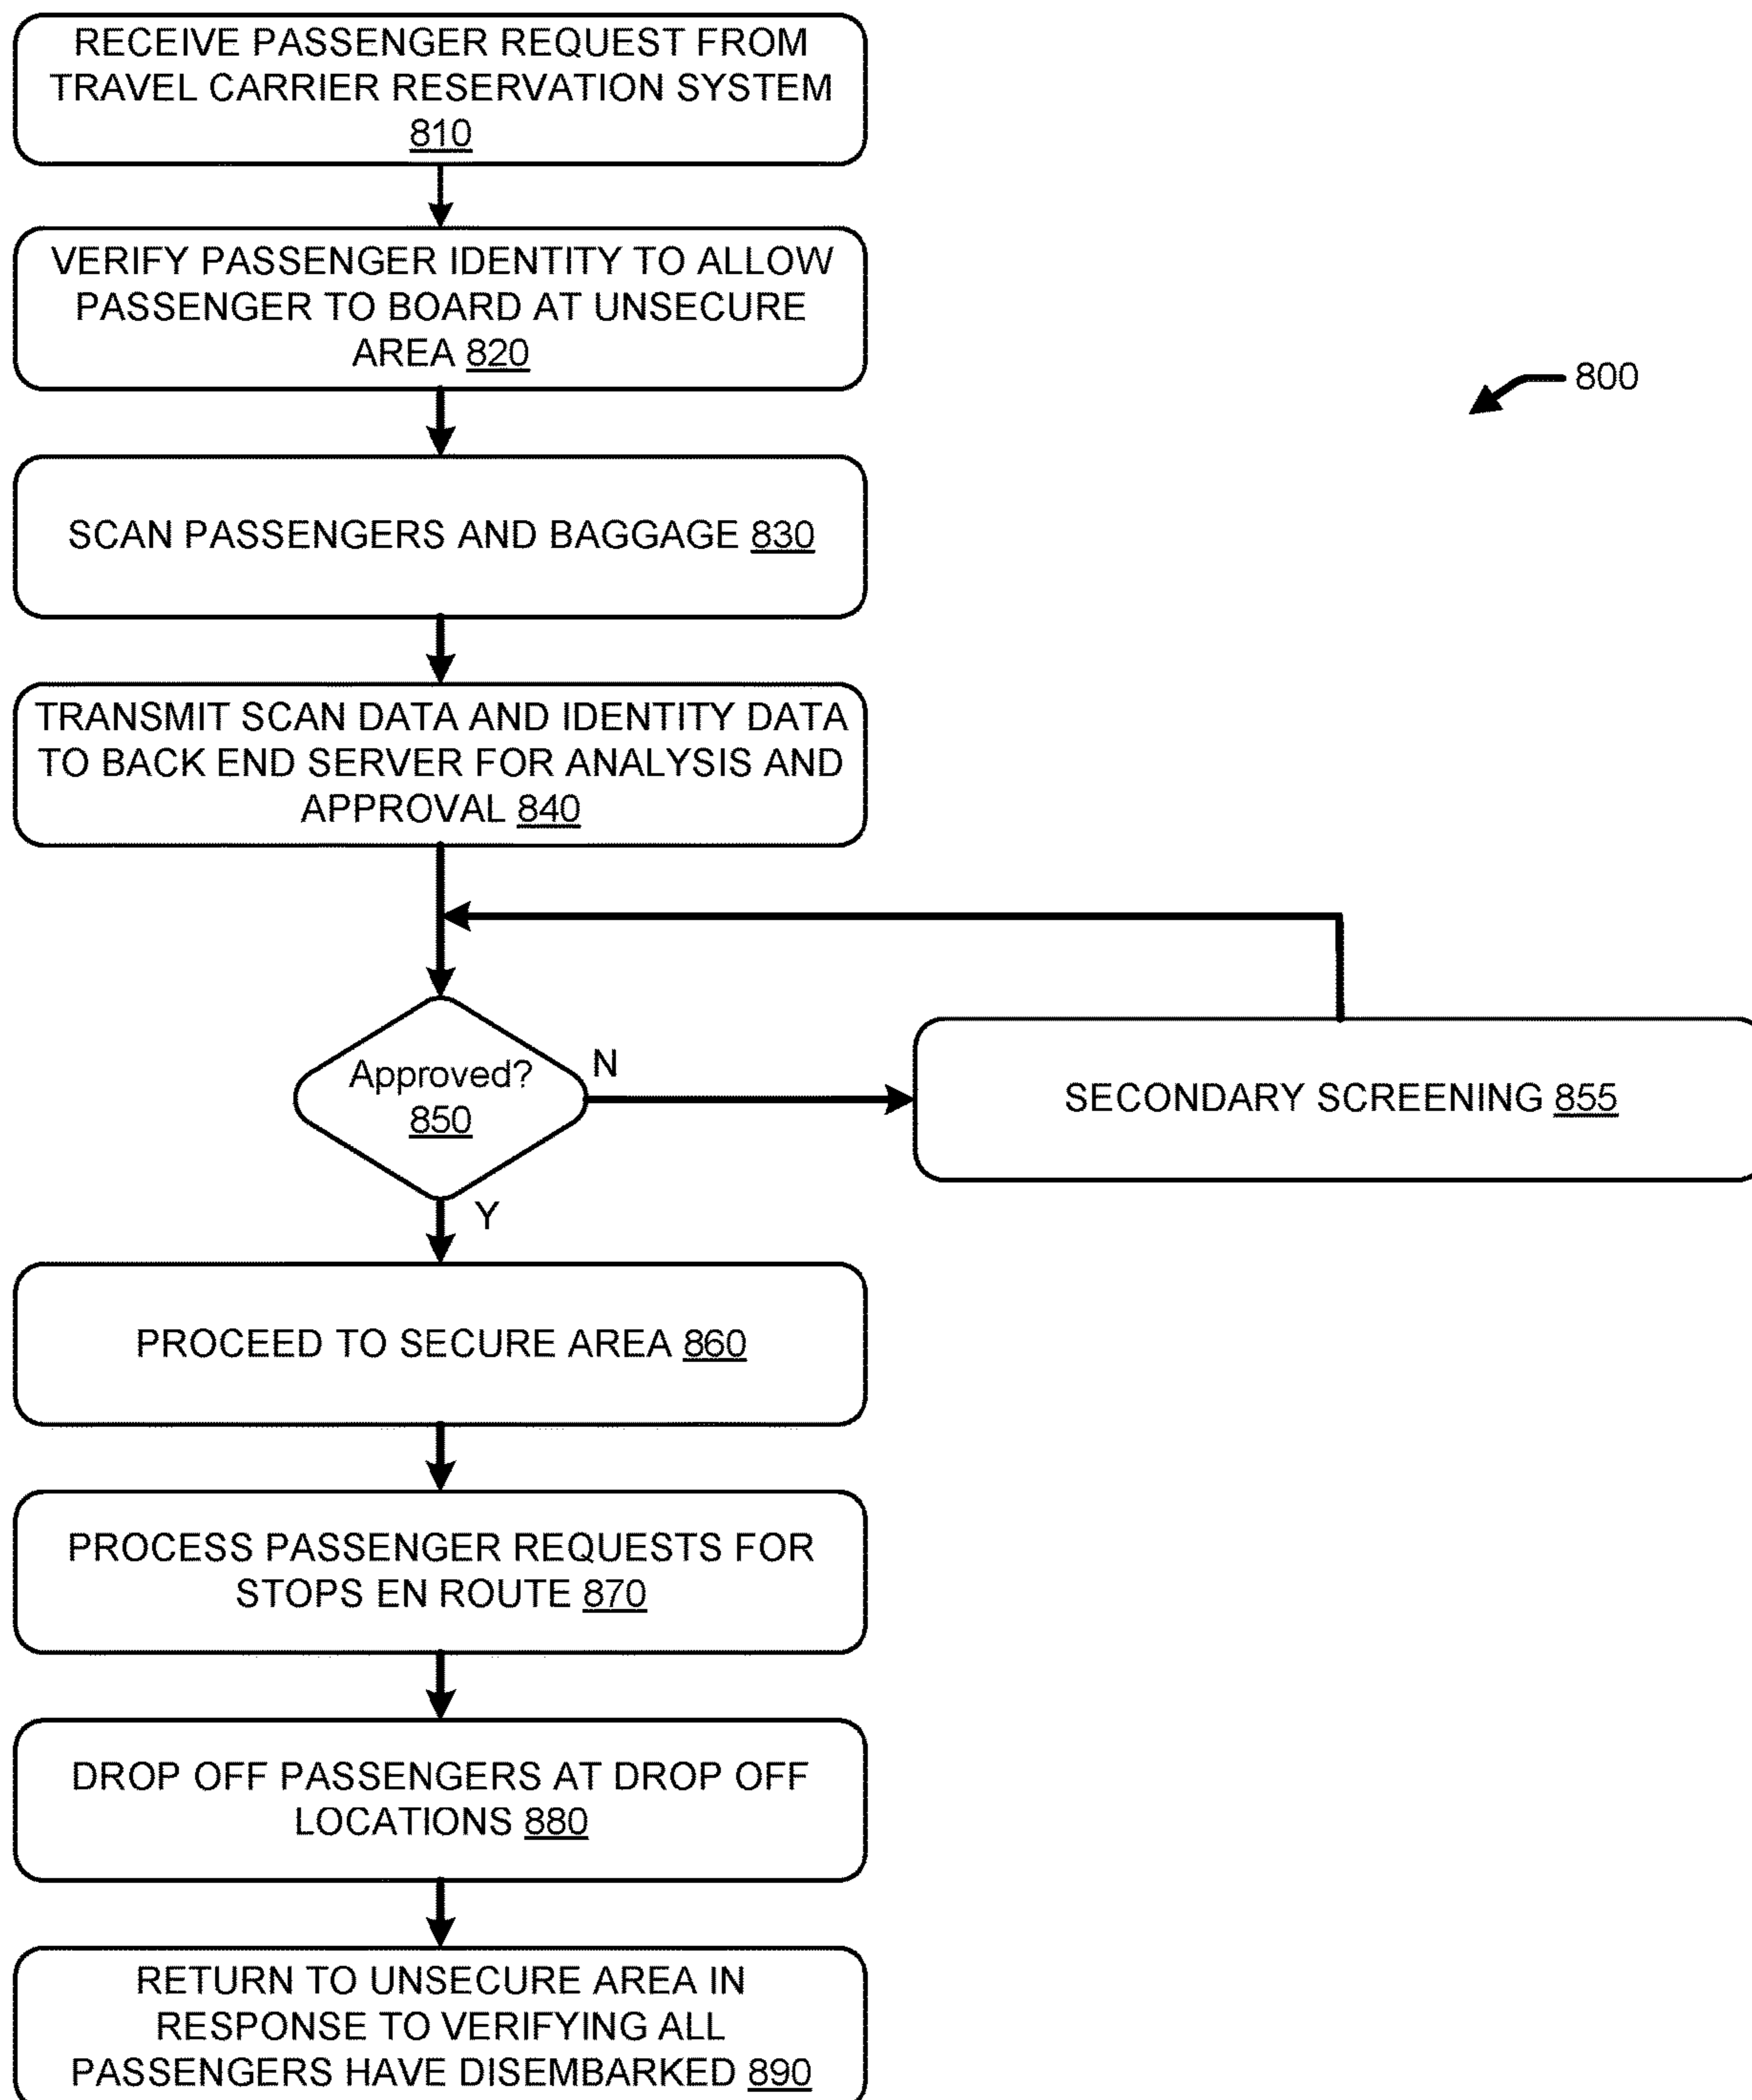 RECEIVE PASSENGER REQUEST FROM
TRAVEL CARRIER RESERVATION SYSTEM
810
VERIFY PASSENGER IDENTITY TO ALLOW
PASSENGER TO BOARD AT UNSECURE
AREA 820
800
SCAN PASSENGERS AND BAGGAGE 830
TRANSMIT SCAN DATA AND IDENTITY DATA
TO BACK END SERVER FOR ANALYSIS AND
APPROVAL 840
Approved?
850
N
SECONDARY SCREENING 855
Y
PROCEED TO SECURE AREA 860
PROCESS PASSENGER REQUESTS FOR
STOPS EN ROUTE 870
DROP OFF PASSENGERS AT DROP OFF
LOCATIONS 880
RETURN TO UNSECURE AREA IN
RESPONSE TO VERIFYING ALL
PASSENGERS HAVE DISEMBARKED 890